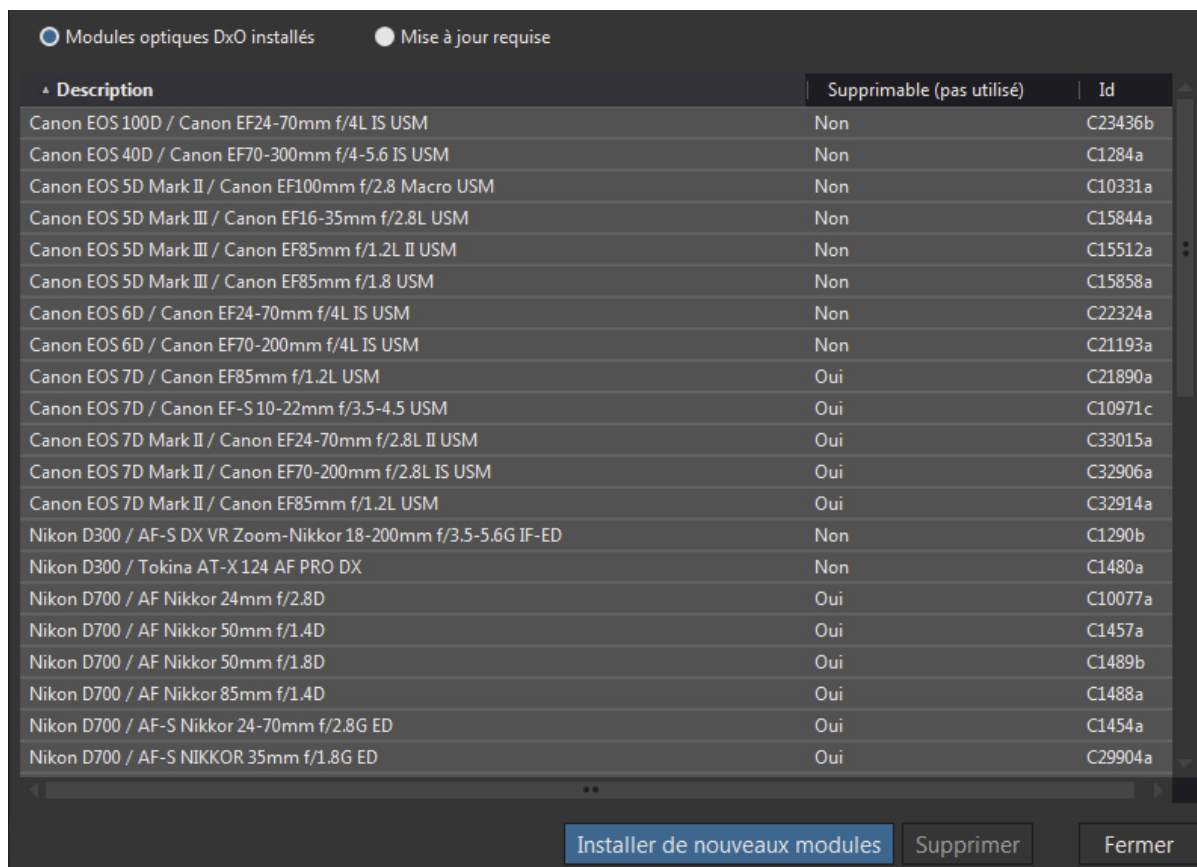 Modules optiques DxO installés Mise à jour requise
Description Supprimable (pas utilisé) Id
Canon EOS 100D / Canon EF24-70mm f/4L IS USM Non C23436b
Canon EOS 40D / Canon EF70-300mm f/4-5.6 IS USM Non C1284a
Canon EOS 5D Mark II / Canon EF100mm f/2.8 Macro USM Non C10331a
Canon EOS 5D Mark III / Canon EF16-35mm f/2.8L USM Non C15844a
Canon EOS 5D Mark III / Canon EF85mm f/1.2L II USM Non C15512a
Canon EOS 5D Mark III / Canon EF85mm f/1.8 USM Non C15858a
Canon EOS 6D / Canon EF24-70mm f/4L IS USM Non C22324a
Canon EOS 6D / Canon EF70-200mm f/4L IS USM Non C21193a
Canon EOS 7D / Canon EF85mm f/1.2L USM Oui C21890a
Canon EOS 7D / Canon EF-S 10-22mm f/3.5-4.5 USM Oui C10971c
Canon EOS 7D Mark II / Canon EF24-70mm f/2.8L II USM Oui C33015a
Canon EOS 7D Mark II / Canon EF70-200mm f/2.8L IS USM Oui C32906a
Canon EOS 7D Mark II / Canon EF85mm f/1.2L USM Oui C32914a
Nikon D300 / AF-S DX VR Zoom-Nikkor 18-200mm f/3.5-5.6G IF-ED Non C1290b
Nikon D300 / Tokina AT-X 124 AF PRO DX Non C1480a
Nikon D700 / AF Nikkor 24mm f/2.8D Oui C10077a
Nikon D700 / AF Nikkor 50mm f/1.4D Oui C1457a
Nikon D700 / AF Nikkor 50mm f/1.8D Oui C1489b
Nikon D700 / AF Nikkor 85mm f/1.4D Oui C1488a
Nikon D700 / AF-S Nikkor 24-70mm f/2.8G ED Oui C1454a
Nikon D700 / AF-S NIKKOR 35mm f/1.8G ED Oui C29904a
Installer de nouveaux modules Supprimer Fermer